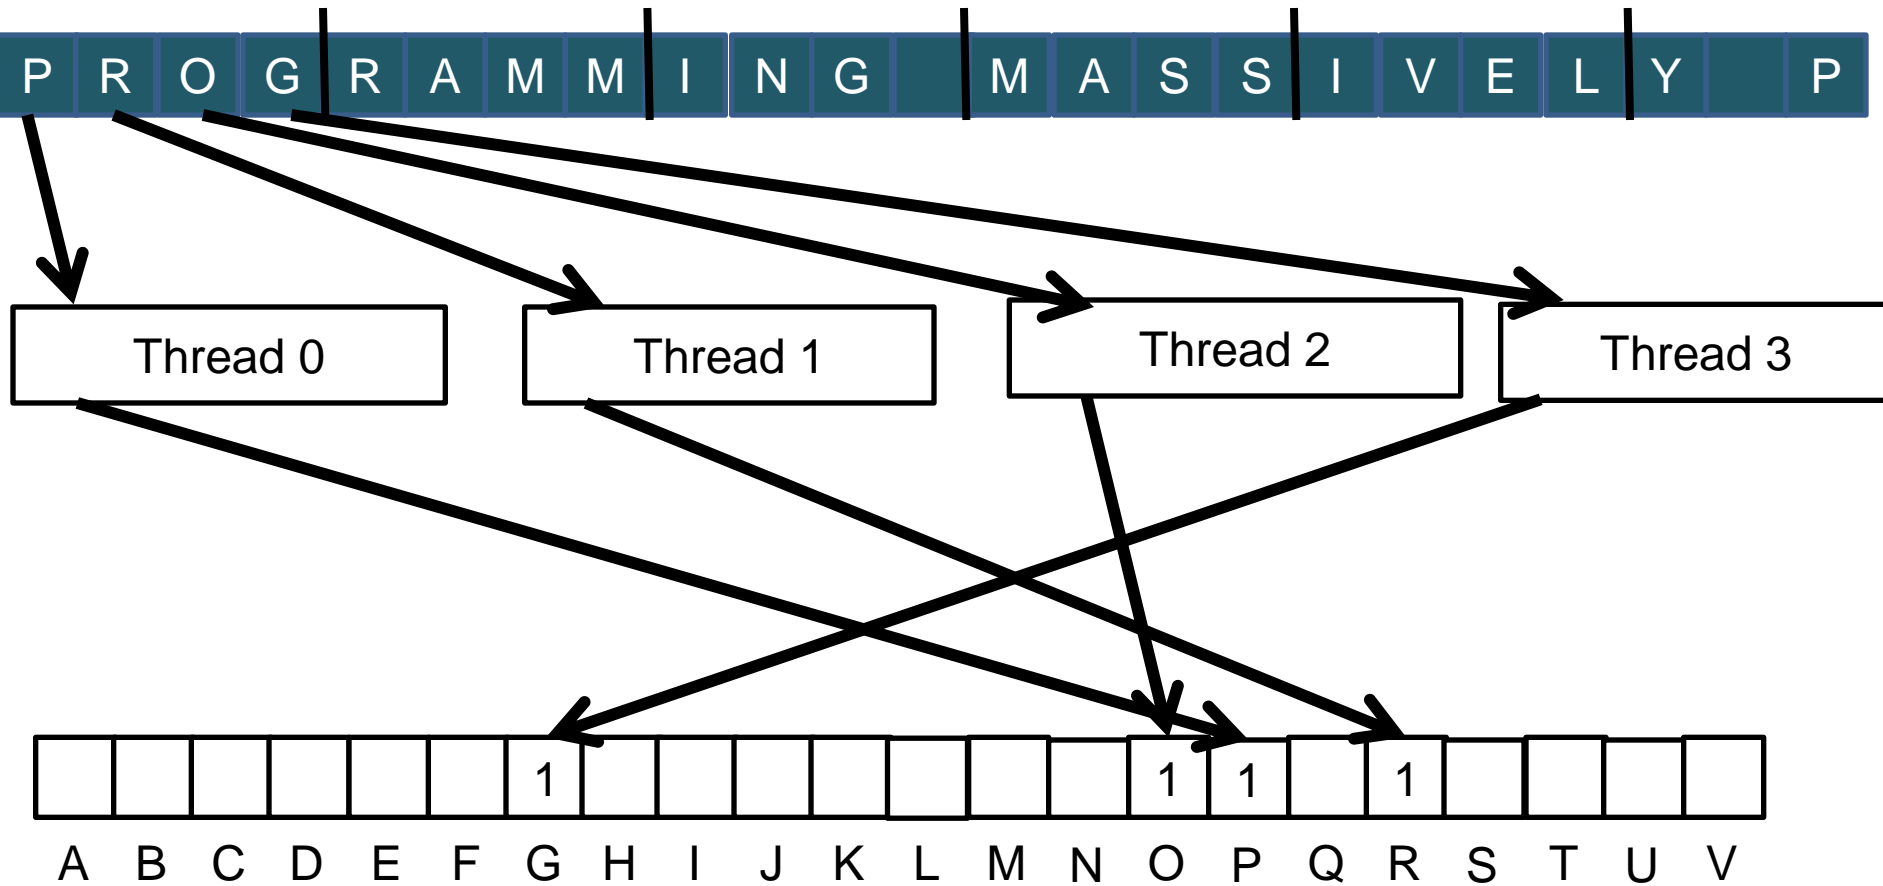 P R O G R A M M I N G M A S S I V E L Y P
Thread 0 Thread 1 Thread 2 Thread 3
1 1 1 1
A B C D E F G H I J K L M N O P Q R S T U V